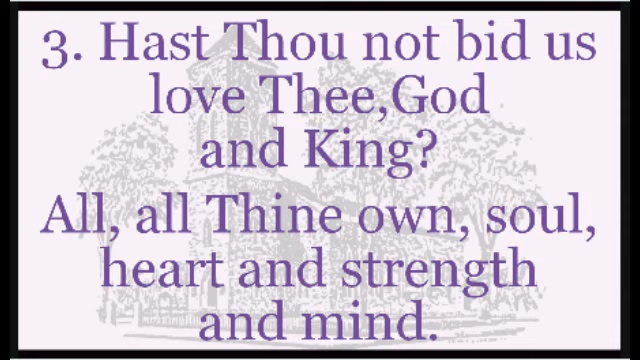 3. Hast Thou not bid us
love Thee,God
and King?
All, all Thine own, soul,
heart and strength
and mind.